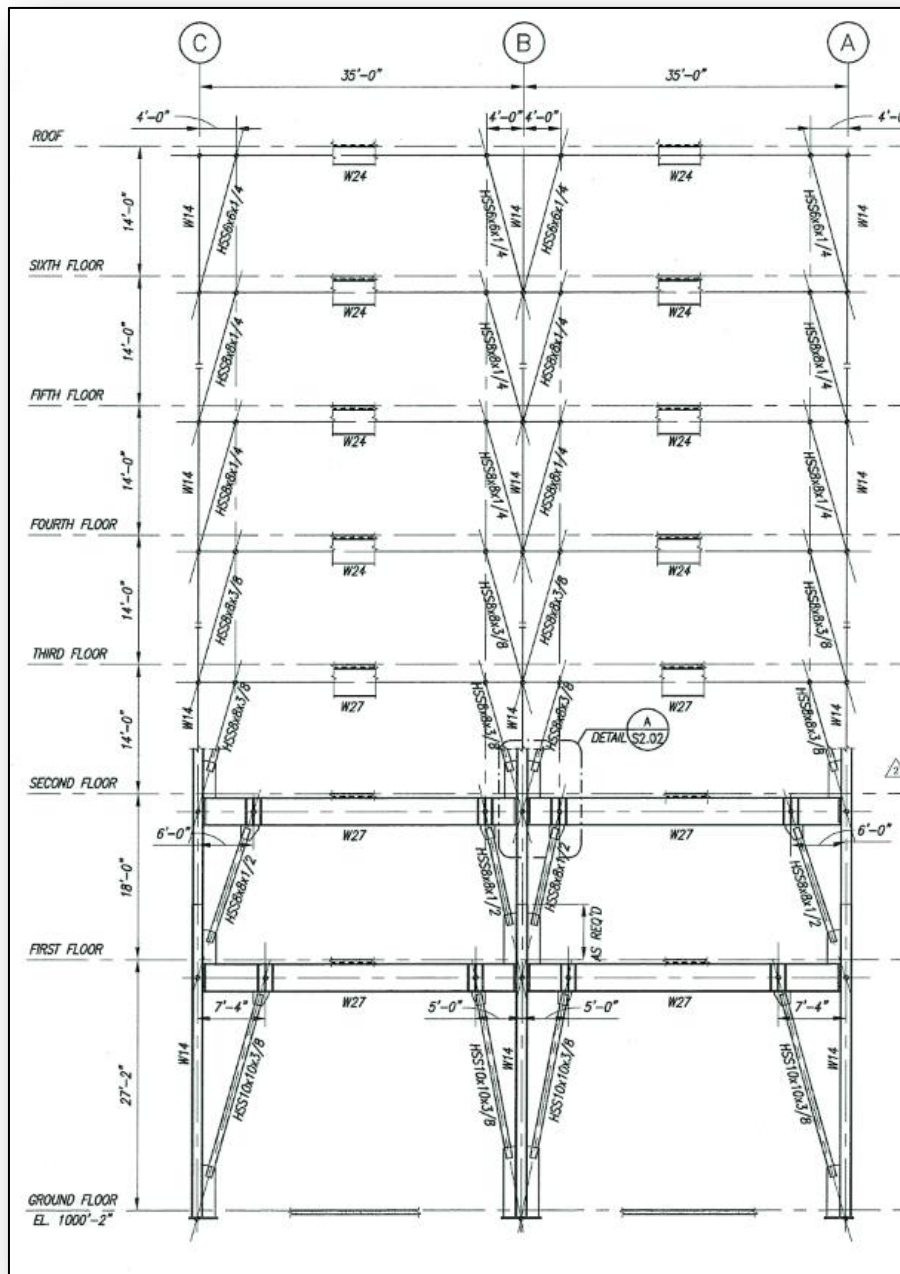 C
B
A
35'-0"
35'-0"
4'-0"
4'-0"
4'-0"
ROOF
W24
W24
14'-0"
W14
HSS6x6x1/4
HSS6x6x1/4
W14
HSS6x6x1/4
HSS6x6x1/4
W14
SIXTH FLOOR
W24
W24
14'-0"
HSS8x8x1/4
HSS8x8x1/4
HSS8x8x1/4
HSS8x8x1/4
FIFTH FLOOR
W24
W24
14'-0"
W14
HSS8x8x1/4
HSS8x8x1/4
W14
HSS8x8x1/4
HSS8x8x1/4
W14
FOURTH FLOOR
W24
W24
14'-0"
HSS8x8x3/8
HSS8x8x3/8
HSS8x8x3/8
HSS8x8x3/8
THIRD FLOOR
W27
W27
14'-0"
W14
HSS8x8x3/8
HSS8x8x3/8
W14
HSS8x8x3/8
HSS8x8x3/8
W14
A
DETAIL S2.02
2
SECOND FLOOR
6'-0"
W27
W27
6'-0"
18'-0"
HSS8x8x1/2
HSS8x8x1/2
HSS8x8x1/2
HSS8x8x1/2
AS REQ'D
FIRST FLOOR
W27
W27
7'-4"
5'-0"
5'-0"
7'-4"
27'-2"
W14
HSS10x10x3/8
HSS10x10x3/8
W14
HSS10x10x3/8
HSS10x10x3/8
W14
GROUND FLOOR
EL. 1000'-2"